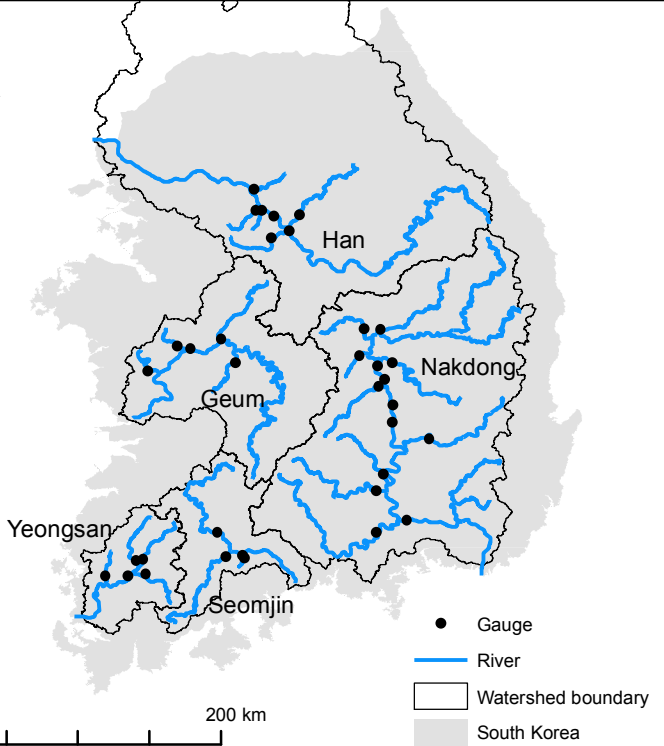 Han
Nakdong
Geum
Yeongsan
Seomjin
Gauge
River
Watershed boundary
South Korea
200 km